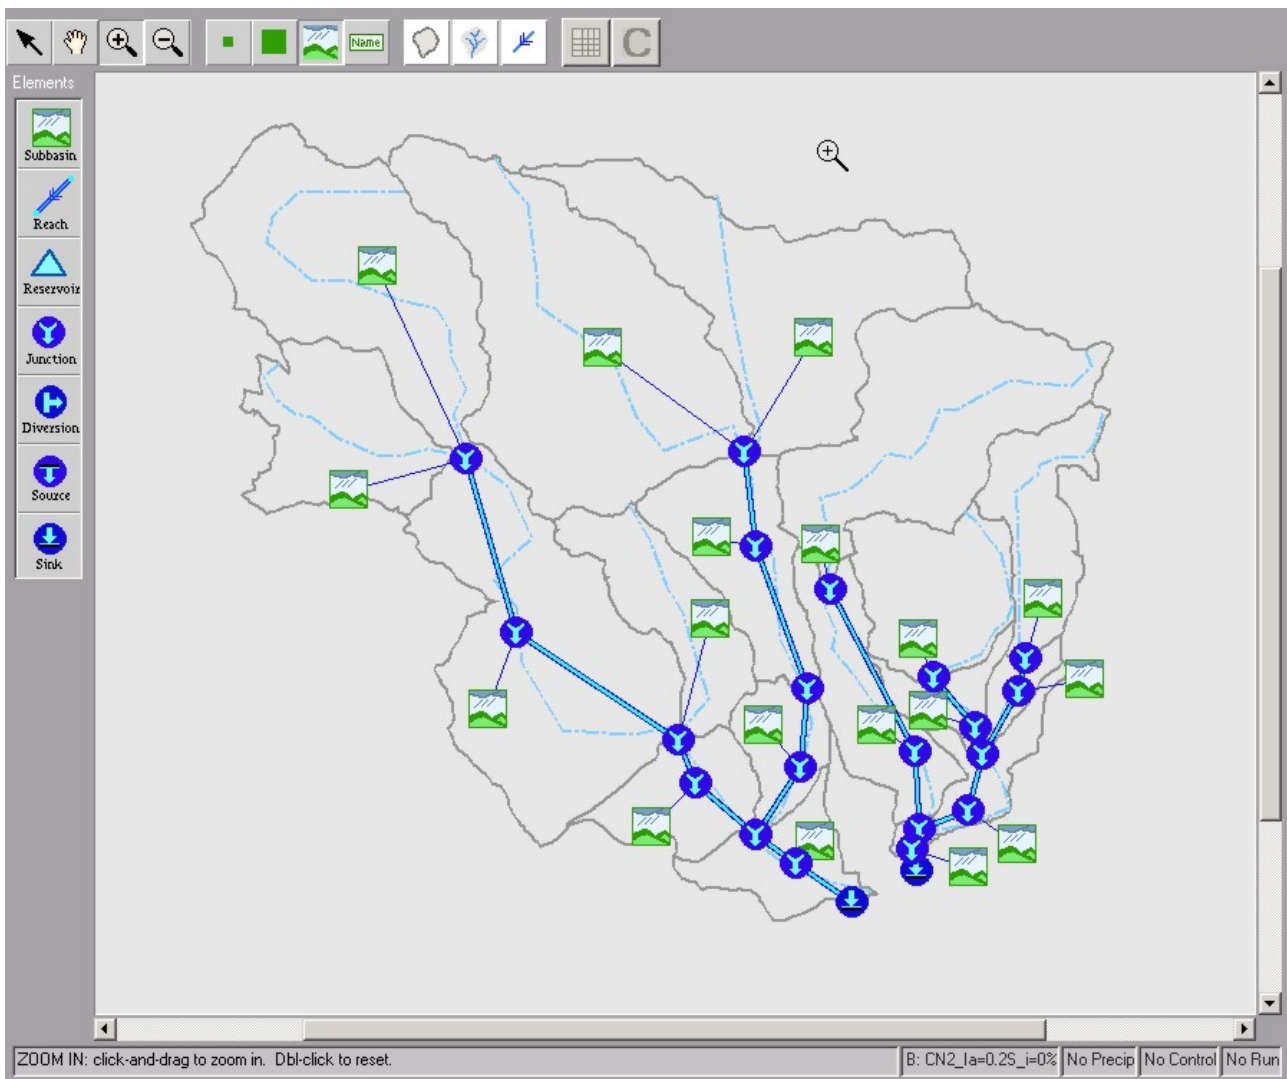 Name
C
Elements
Subbasin
Reach
Reservoir
Junction
Diversion
Source
Sink
ZOOM IN: click-and-drag to zoom in. Dbl-click to reset.
B: CN2_Ia=0.2S_i=0%
No Precip
No Control
No Run